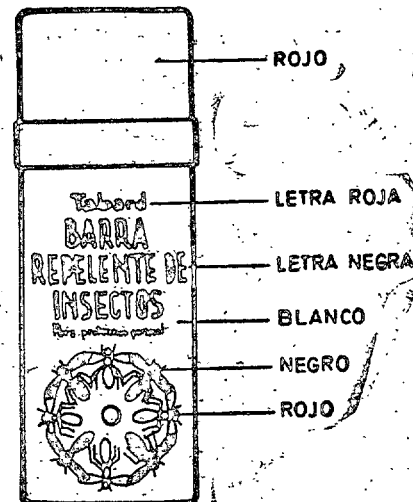 ROJO
Tabard
LETRA ROJA
BARRA
REPELENTE DE
LETRA NEGRA
INSECTOS
BLANCO
NEGRO
ROJO